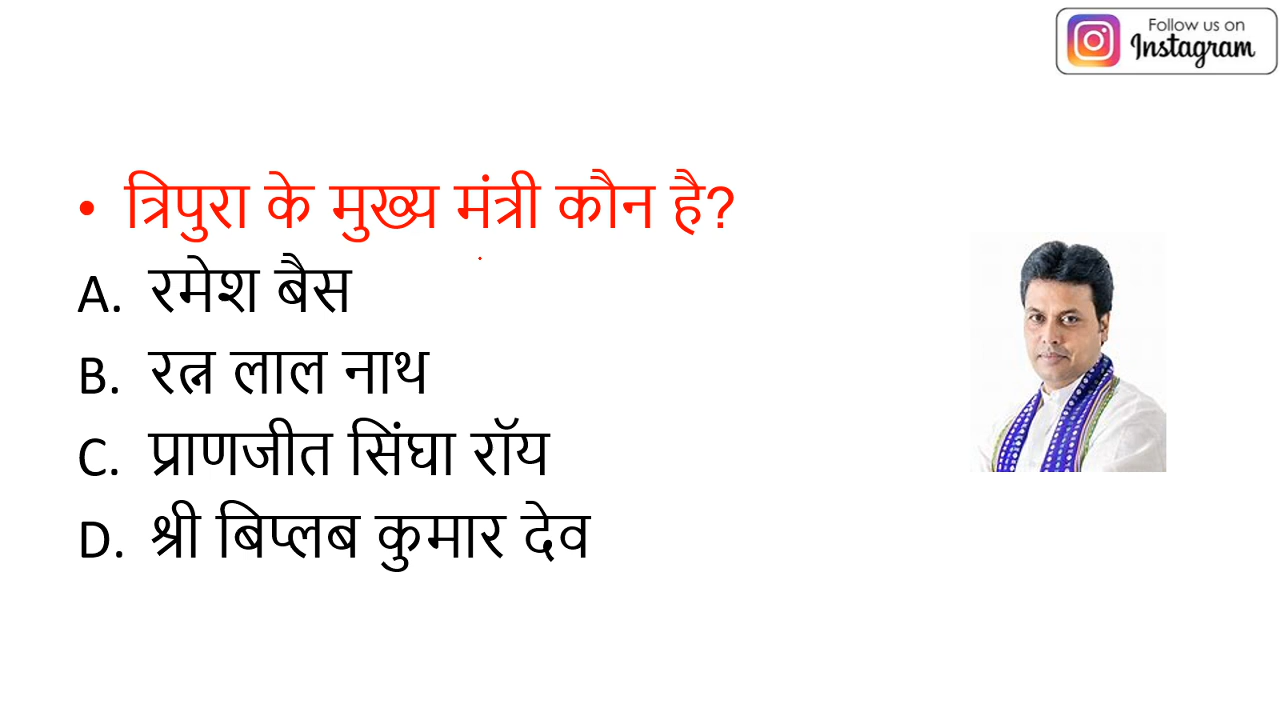 Follow us on
Instagram
• त्रिपुरा के मुख्य मंत्री कौन है?
A. रमेश बैस
B. रत्न लाल नाथ
C. प्राणजीत सिंघा रॉय
D. श्री बिप्लब कुमार देव